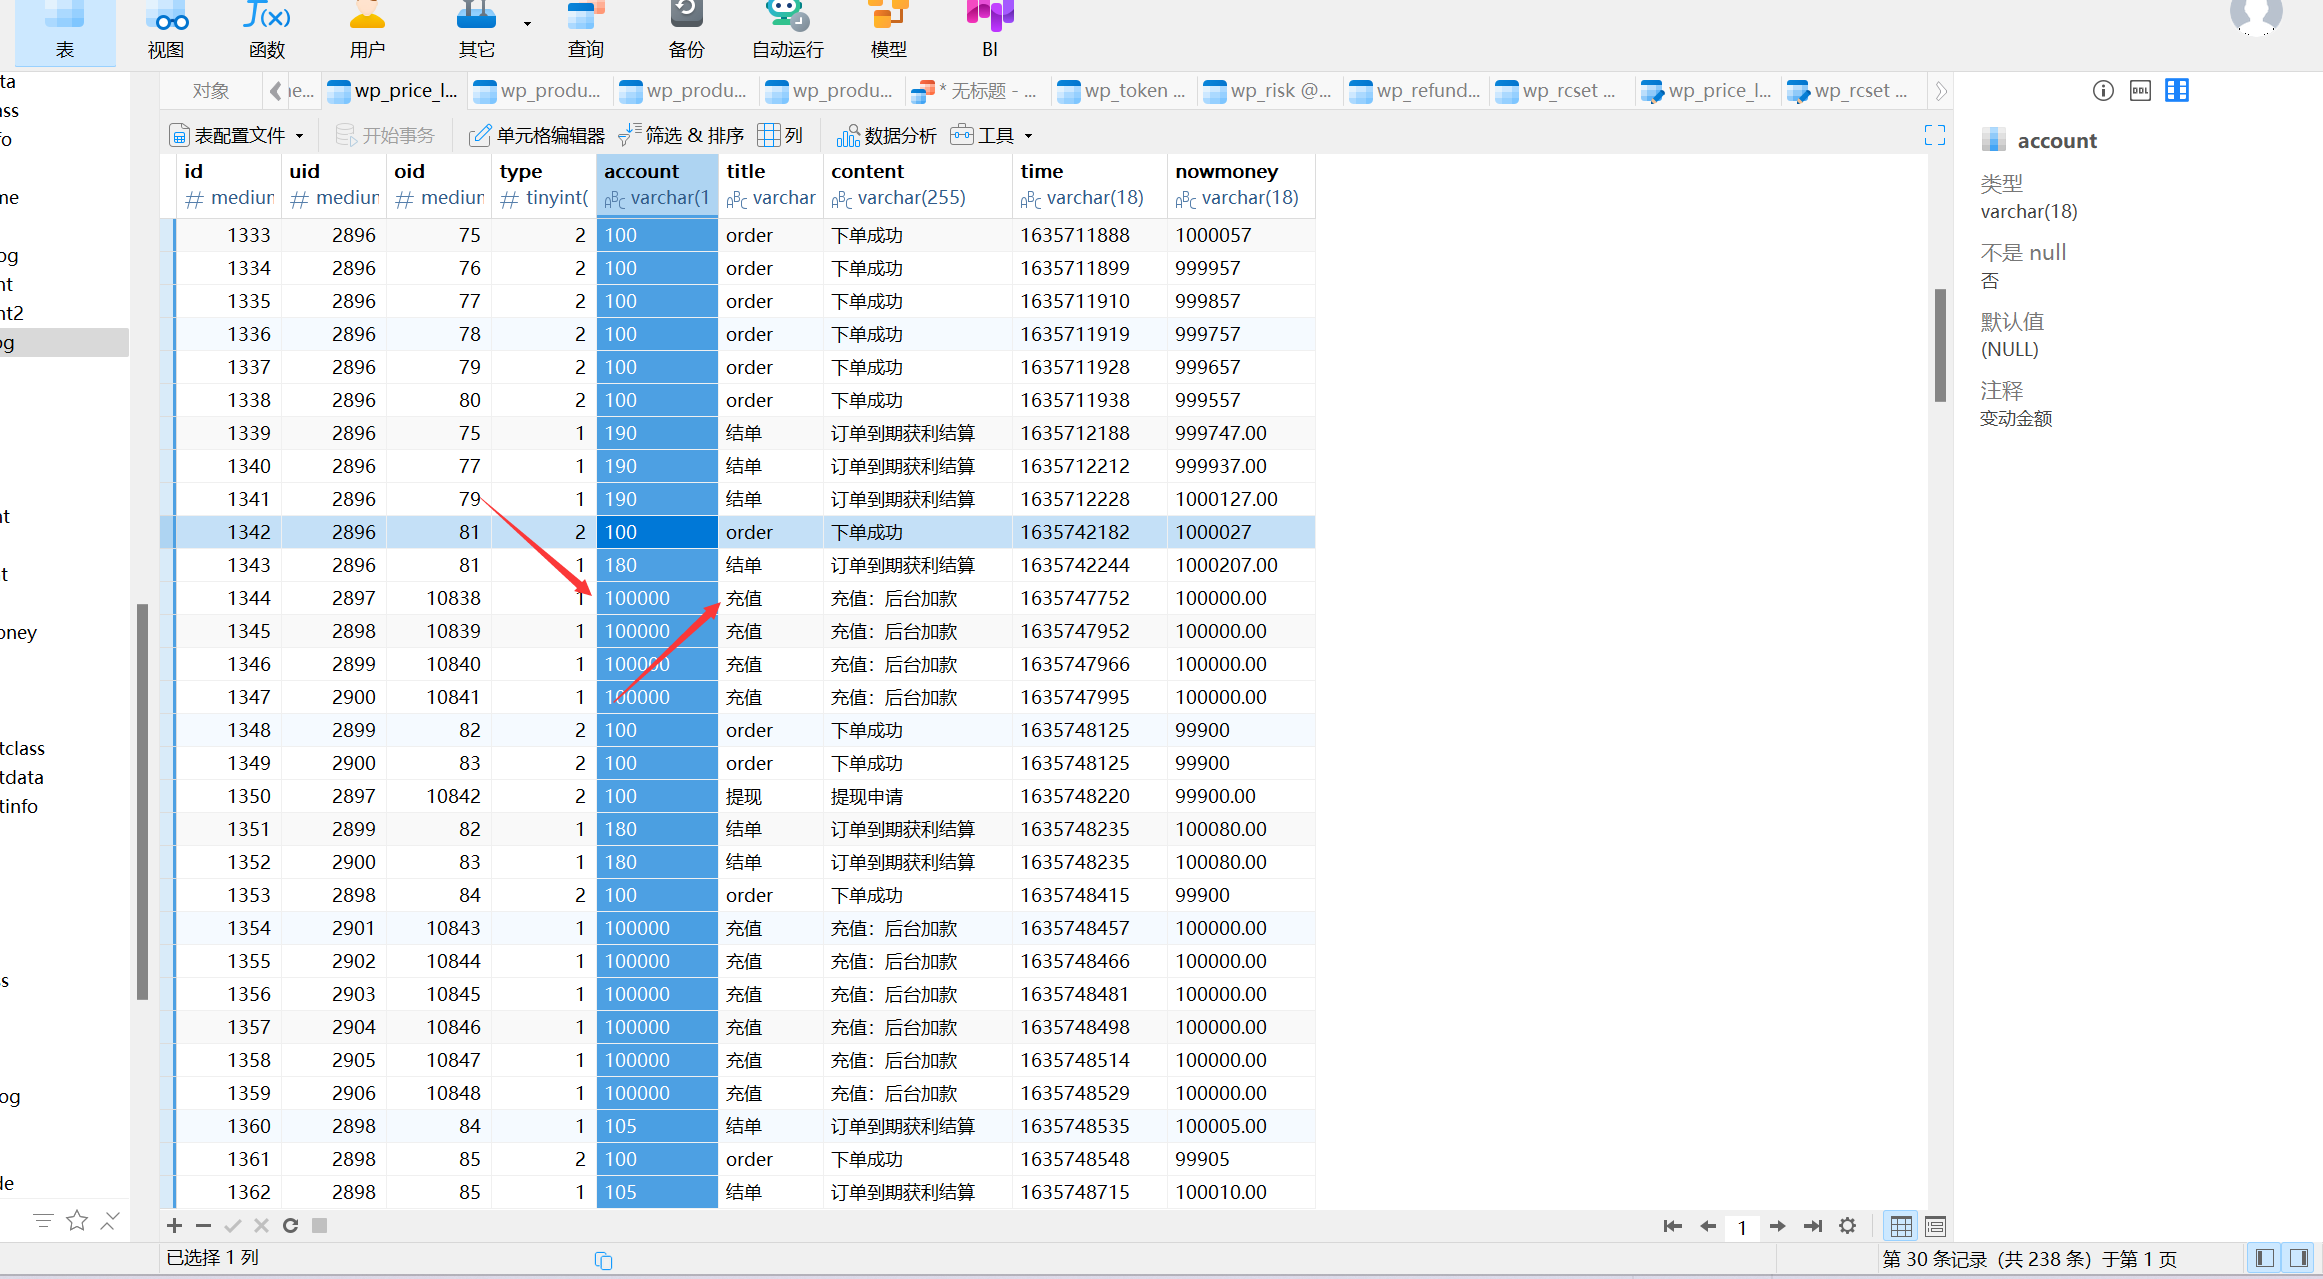 表 视图 函数 用户 其它 查询 备份 自动运行 模型 BI
对象 wp_price_l... wp_produ... wp_produ... wp_produ... * 无标题 - ... wp_token ... wp_risk @... wp_refund... wp_rcset ... wp_price_l... wp_rcset ...
表配置文件 开始事务 单元格编辑器 筛选 & 排序 列 数据分析 工具
id uid oid type account title content time nowmoney
# mediun # mediun # mediun # tinyint( varchar(1 varchar varchar(255) varchar(18) varchar(18)
1333 2896 75 2 100 order 下单成功 1635711888 1000057
1334 2896 76 2 100 order 下单成功 1635711899 999957
1335 2896 77 2 100 order 下单成功 1635711910 999857
1336 2896 78 2 100 order 下单成功 1635711919 999757
1337 2896 79 2 100 order 下单成功 1635711928 999657
1338 2896 80 2 100 order 下单成功 1635711938 999557
1339 2896 75 1 190 结单 订单到期获利结算 1635712188 999747.00
1340 2896 77 1 190 结单 订单到期获利结算 1635712212 999937.00
1341 2896 79 1 190 结单 订单到期获利结算 1635712228 1000127.00
1342 2896 81 2 100 order 下单成功 1635742182 1000027
1343 2896 81 1 180 结单 订单到期获利结算 1635742244 1000207.00
1344 2897 10838 1 100000 充值 充值：后台加款 1635747752 100000.00
1345 2898 10839 1 100000 充值 充值：后台加款 1635747952 100000.00
1346 2899 10840 1 100000 充值 充值：后台加款 1635747966 100000.00
1347 2900 10841 1 100000 充值 充值：后台加款 1635747995 100000.00
1348 2899 82 2 100 order 下单成功 1635748125 99900
1349 2900 83 2 100 order 下单成功 1635748125 99900
1350 2897 10842 2 100 提现 提现申请 1635748220 99900.00
1351 2899 82 1 180 结单 订单到期获利结算 1635748235 100080.00
1352 2900 83 1 180 结单 订单到期获利结算 1635748235 100080.00
1353 2898 84 2 100 order 下单成功 1635748415 99900
1354 2901 10843 1 100000 充值 充值：后台加款 1635748457 100000.00
1355 2902 10844 1 100000 充值 充值：后台加款 1635748466 100000.00
1356 2903 10845 1 100000 充值 充值：后台加款 1635748481 100000.00
1357 2904 10846 1 100000 充值 充值：后台加款 1635748498 100000.00
1358 2905 10847 1 100000 充值 充值：后台加款 1635748514 100000.00
1359 2906 10848 1 100000 充值 充值：后台加款 1635748529 100000.00
1360 2898 84 1 105 结单 订单到期获利结算 1635748535 100005.00
1361 2898 85 2 100 order 下单成功 1635748548 99905
1362 2898 85 1 105 结单 订单到期获利结算 1635748715 100010.00
1
已选择 1 列
第 30 条记录（共 238 条）于第 1 页
account
类型
varchar(18)
不是 null
否
默认值
(NULL)
注释
变动金额
tclass
tdata
tinfo